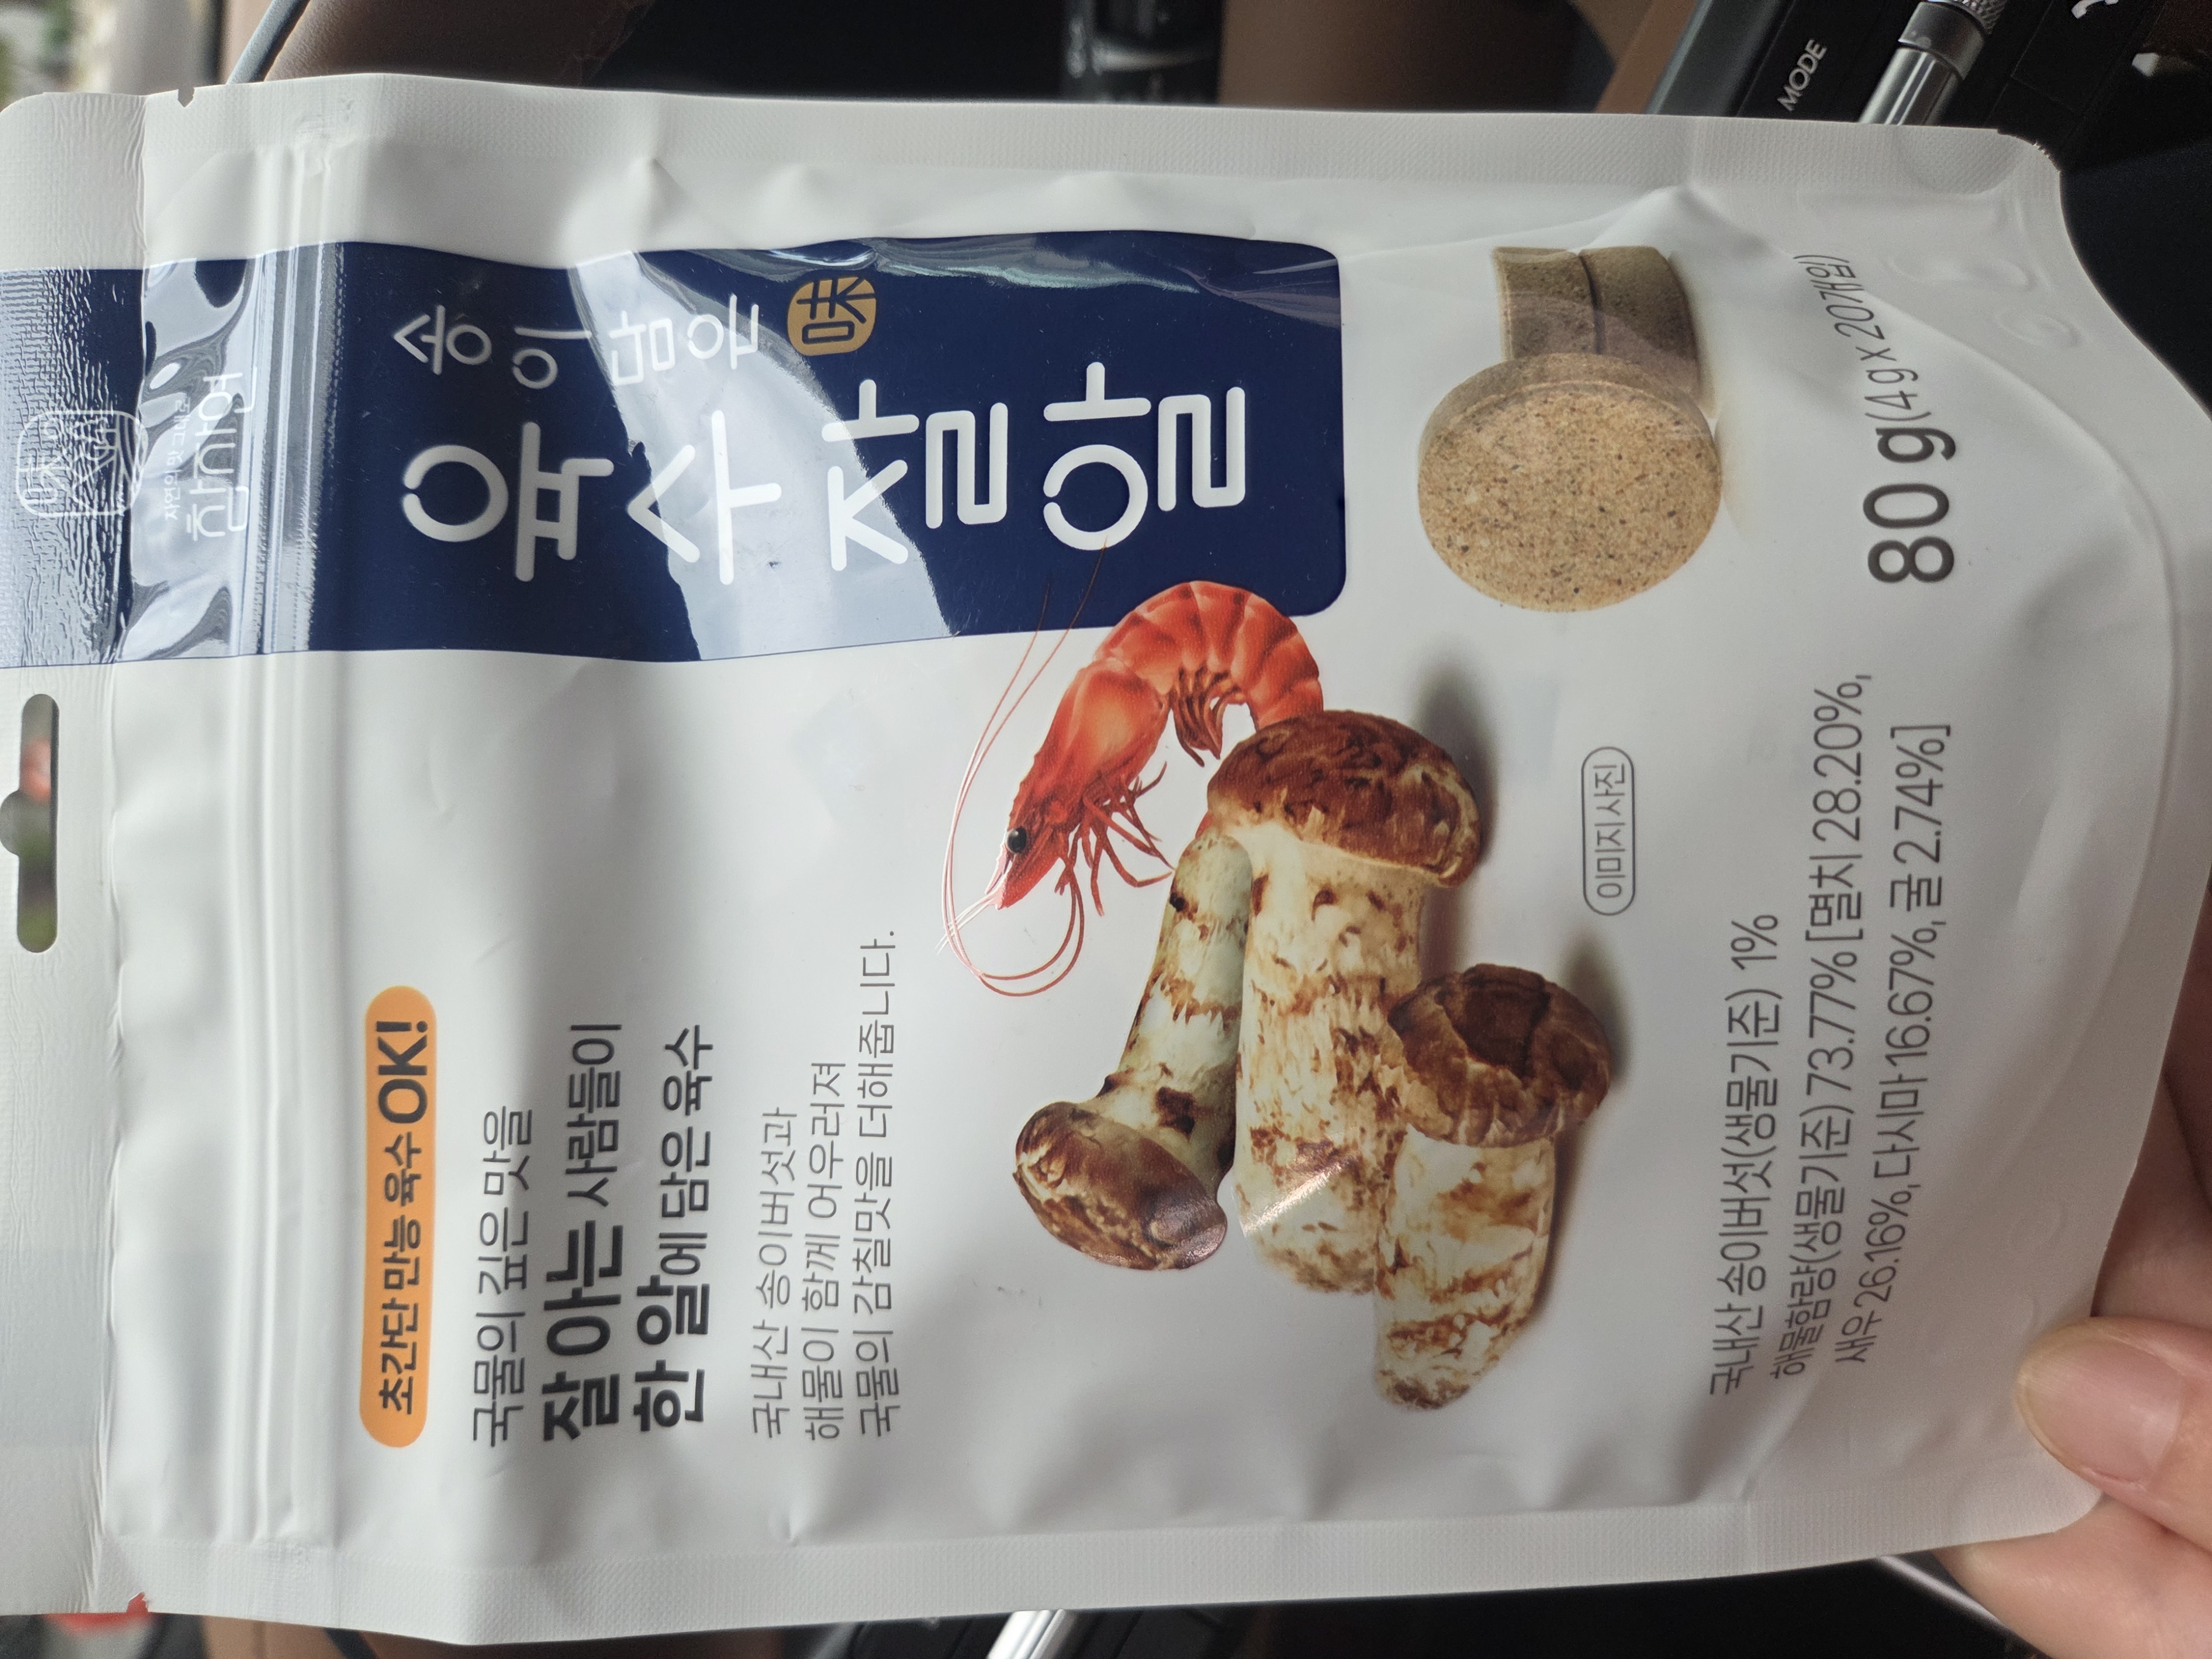 자연의 맛 그대로
한가연
송이 담은
味
육수잘알
초간단 만능 육수 OK!
국물의 깊은 맛을
잘 아는 사람들이
한 알에 담은 육수
국내산 송이버섯과
해물이 함께 어우러져
국물의 감칠맛을 더해줍니다.
이미지 사진
국내산 송이버섯(생물기준) 1%
해물함량(생물기준) 73.77% [멸치 28.20%,
새우 26.16%, 다시마 16.67%, 굴 2.74%]
80 g(4g x 20개입)
MODE